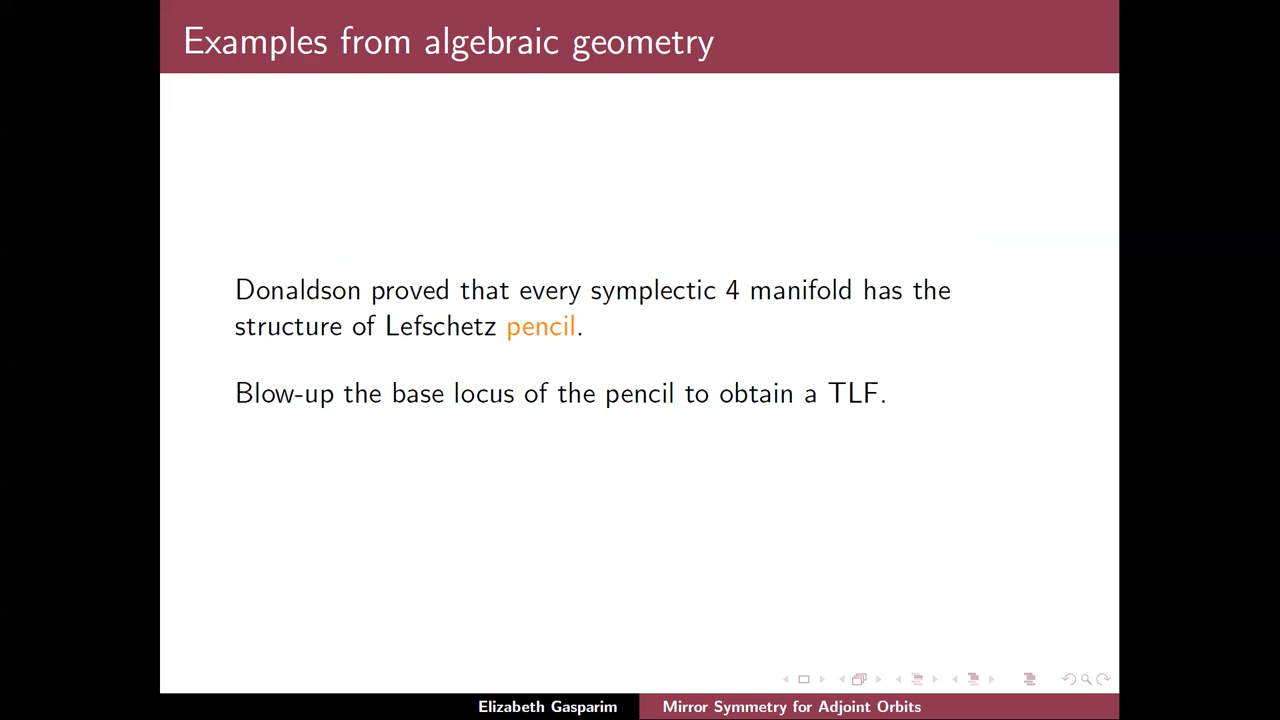 Examples from algebraic geometry
Donaldson proved that every symplectic 4 manifold has the
structure of Lefschetz pencil.
Blow-up the base locus of the pencil to obtain a TLF.
Elizabeth Gasparim
Mirror Symmetry for Adjoint Orbits